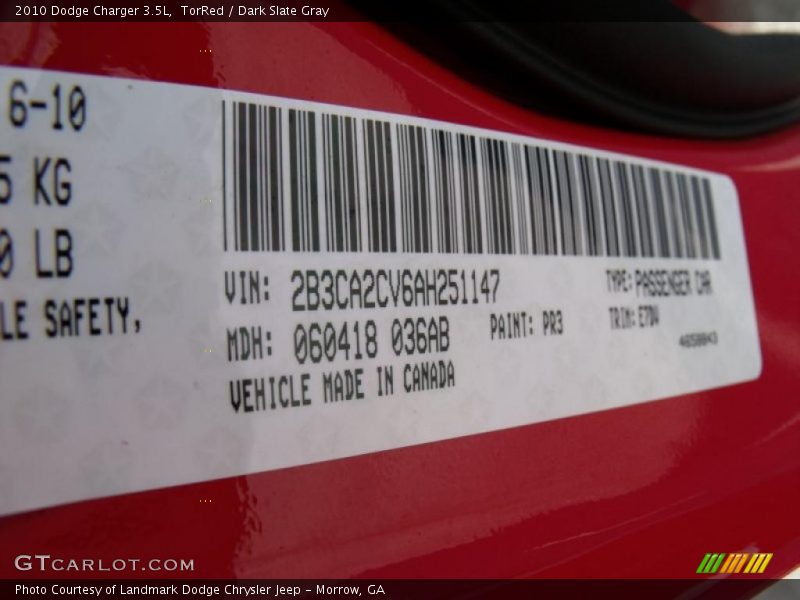 2010 Dodge Charger 3.5L, TorRed / Dark Slate Gray
6-10
5 KG
0 LB
LE SAFETY,
VIN: 2B3CA2CV6AH251147
TYPE: PASSENGER CAR
MDH: 060418 036AB
PAINT: PR3
TRIM: E7DV
VEHICLE MADE IN CANADA
GTCARLOT.COM
Photo Courtesy of Landmark Dodge Chrysler Jeep - Morrow, GA